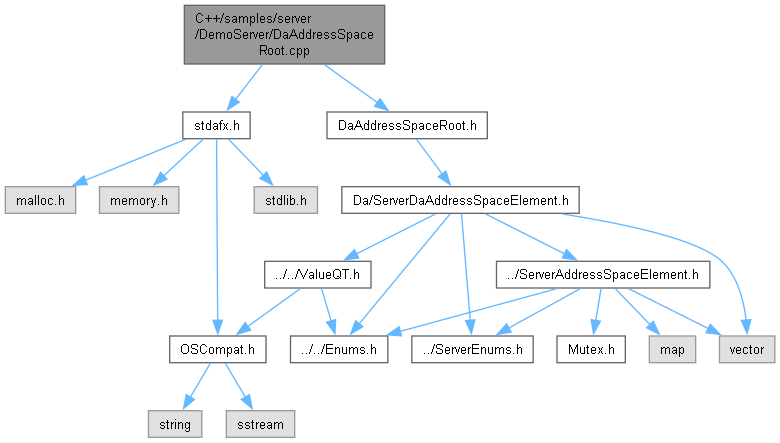 C++/samples/server
/DemoServer/DaAddressSpace
Root.cpp
stdafx.h
DaAddressSpaceRoot.h
malloc.h
memory.h
stdlib.h
Da/ServerDaAddressSpaceElement.h
../../ValueQT.h
../ServerAddressSpaceElement.h
OSCompat.h
../../Enums.h
../ServerEnums.h
Mutex.h
map
vector
string
sstream